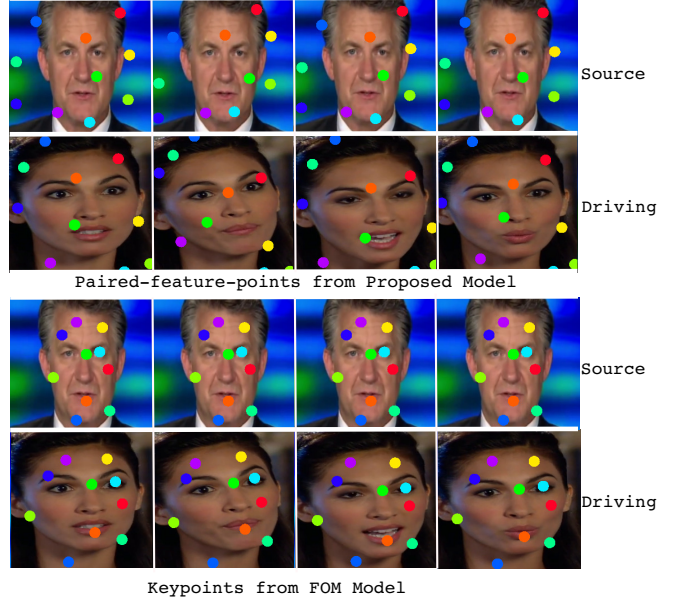 Source
Driving
Paired-feature-points from Proposed Model
Source
Driving
Keypoints from FOM Model